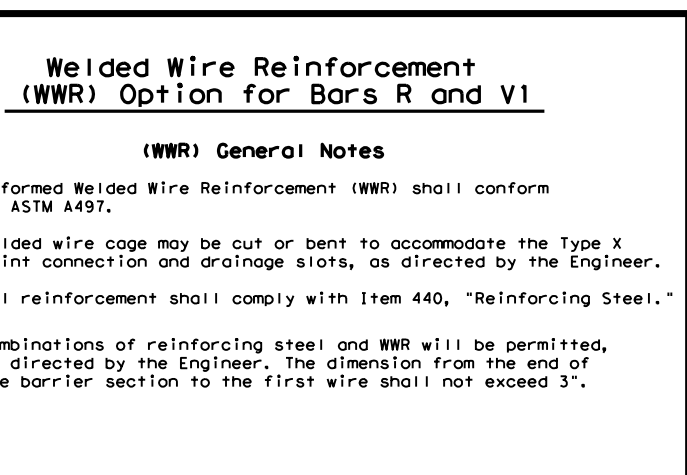 Welded Wire Reinforcement
(WWR) Option for Bars R and V1
(WWR) General Notes
formed Welded Wire Reinforcement (WWR) shall conform
ASTM A497.
lded wire cage may be cut or bent to accommodate the Type X
int connection and drainage slots, as directed by the Engineer.
l reinforcement shall comply with Item 440, "Reinforcing Steel."
mbinations of reinforcing steel and WWR will be permitted,
directed by the Engineer. The dimension from the end of
e barrier section to the first wire shall not exceed 3".